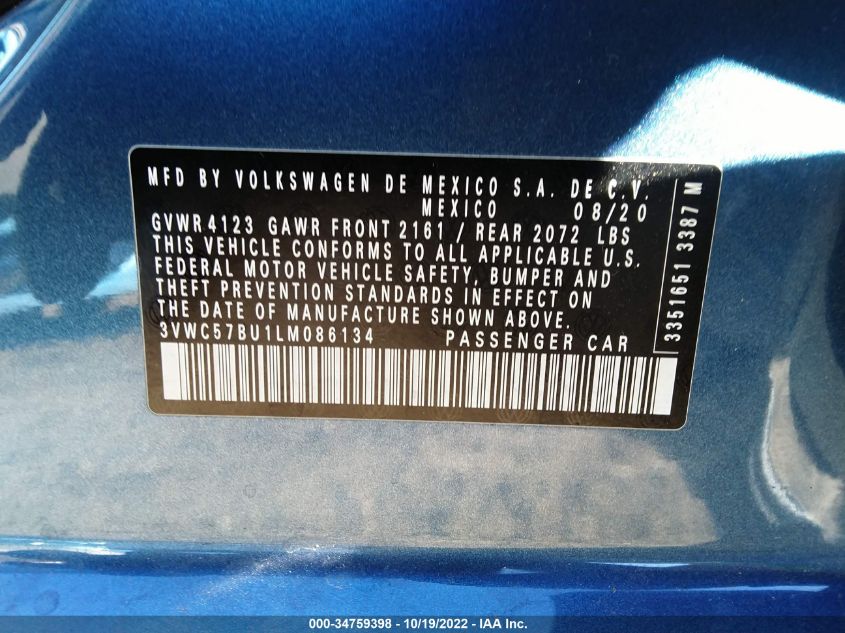 MFD BY VOLKSWAGEN DE MEXICO S.A. DE C.V.
MEXICO 08/20
GVWR 4123 GAWR FRONT 2161 / REAR 2072 LBS
THIS VEHICLE CONFORMS TO ALL APPLICABLE U.S.
FEDERAL MOTOR VEHICLE SAFETY, BUMPER AND
THEFT PREVENTION STANDARDS IN EFFECT ON
THE DATE OF MANUFACTURE SHOWN ABOVE.
3VWC57BU1LM086134 PASSENGER CAR
3351651 3387 M
000-34759398 - 10/19/2022 - IAA Inc.